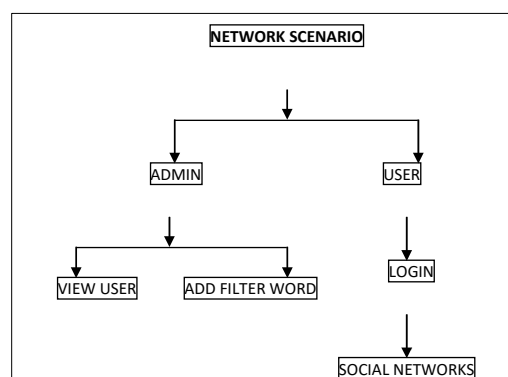 NETWORK SCENARIO
ADMIN
USER
VIEW USER
ADD FILTER WORD
LOGIN
SOCIAL NETWORKS